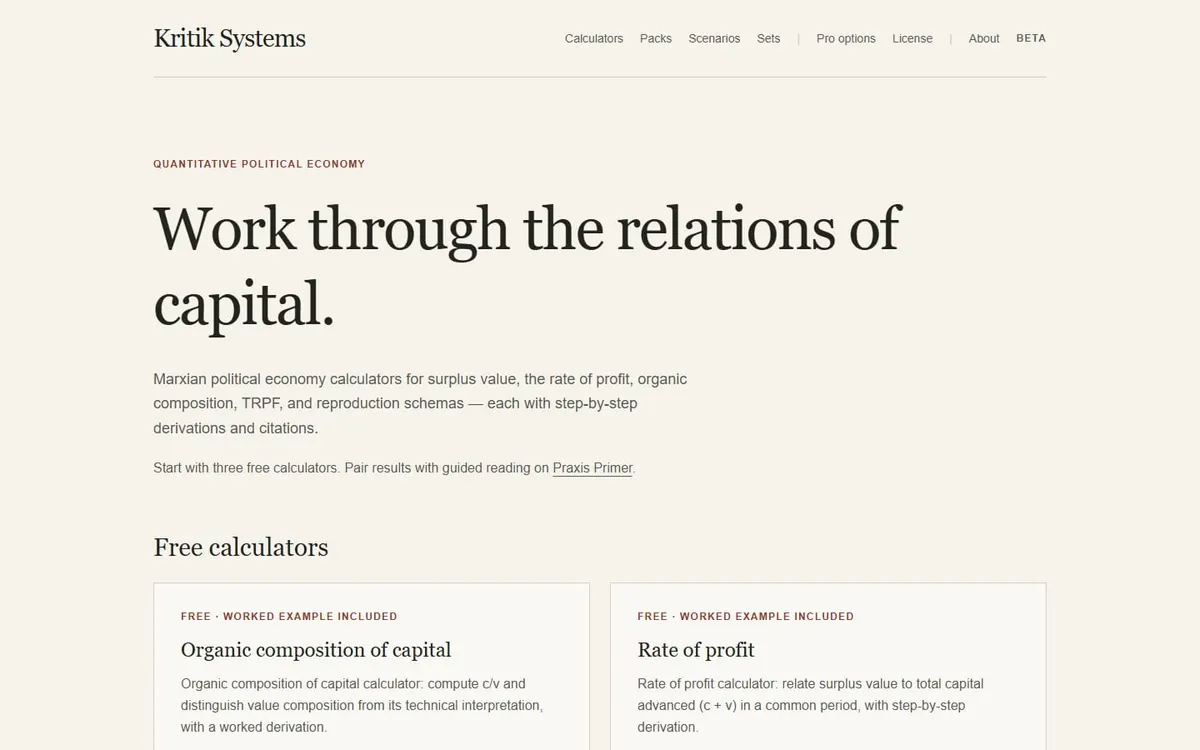 Kritik Systems
Calculators Packs Scenarios Sets | Pro options License | About BETA
QUANTITATIVE POLITICAL ECONOMY
Work through the relations of
capital.
Marxian political economy calculators for surplus value, the rate of profit, organic
composition, TRPF, and reproduction schemas — each with step-by-step
derivations and citations.
Start with three free calculators. Pair results with guided reading on Praxis Primer.
Free calculators
FREE · WORKED EXAMPLE INCLUDED
Organic composition of capital
Organic composition of capital calculator: compute c/v and
distinguish value composition from its technical interpretation,
with a worked derivation.
FREE · WORKED EXAMPLE INCLUDED
Rate of profit
Rate of profit calculator: relate surplus value to total capital
advanced (c + v) in a common period, with step-by-step
derivation.